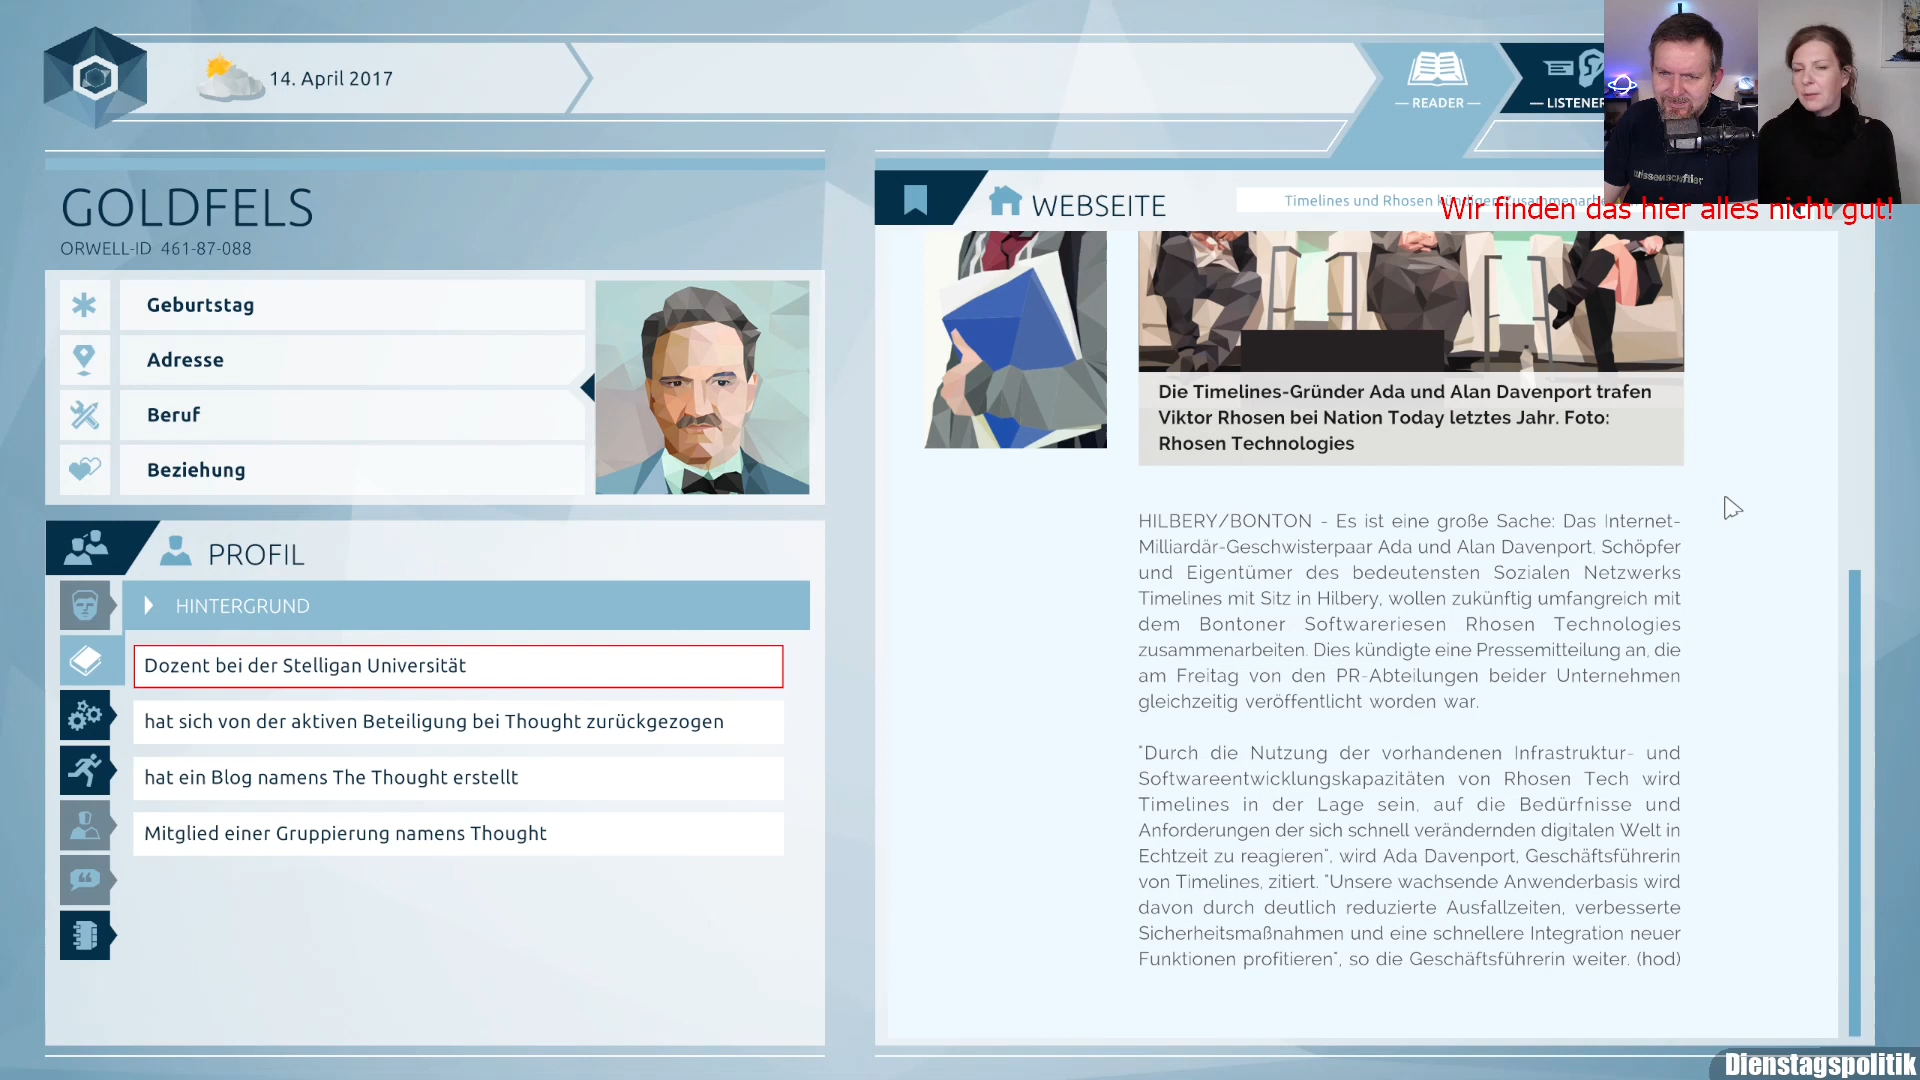 14. April 2017
READER
LISTENER
GOLDFELS
ORWELL-ID 461-87-088
Geburtstag
Adresse
Beruf
Beziehung
PROFIL
HINTERGRUND
Dozent bei der Stelligan Universität
hat sich von der aktiven Beteiligung bei Thought zurückgezogen
hat ein Blog namens The Thought erstellt
Mitglied einer Gruppierung namens Thought
WEBSEITE
Timelines und Rhosen kündigen Zusammenarbe
Wir finden das hier alles nicht gut!
Die Timelines-Gründer Ada und Alan Davenport trafen
Viktor Rhosen bei Nation Today letztes Jahr. Foto:
Rhosen Technologies
HILBERY/BONTON - Es ist eine große Sache: Das Internet-
Milliardär-Geschwisterpaar Ada und Alan Davenport, Schöpfer
und Eigentümer des bedeutensten Sozialen Netzwerks
Timelines mit Sitz in Hilbery, wollen zukünftig umfangreich mit
dem Bontoner Softwareriesen Rhosen Technologies
zusammenarbeiten. Dies kündigte eine Pressemitteilung an, die
am Freitag von den PR-Abteilungen beider Unternehmen
gleichzeitig veröffentlicht worden war.
"Durch die Nutzung der vorhandenen Infrastruktur- und
Softwareentwicklungskapazitäten von Rhosen Tech wird
Timelines in der Lage sein, auf die Bedürfnisse und
Anforderungen der sich schnell verändernden digitalen Welt in
Echtzeit zu reagieren", wird Ada Davenport, Geschäftsführerin
von Timelines, zitiert. "Unsere wachsende Anwenderbasis wird
davon durch deutlich reduzierte Ausfallzeiten, verbesserte
Sicherheitsmaßnahmen und eine schnellere Integration neuer
Funktionen profitieren", so die Geschäftsführerin weiter. (hod)
Dienstagspolitik